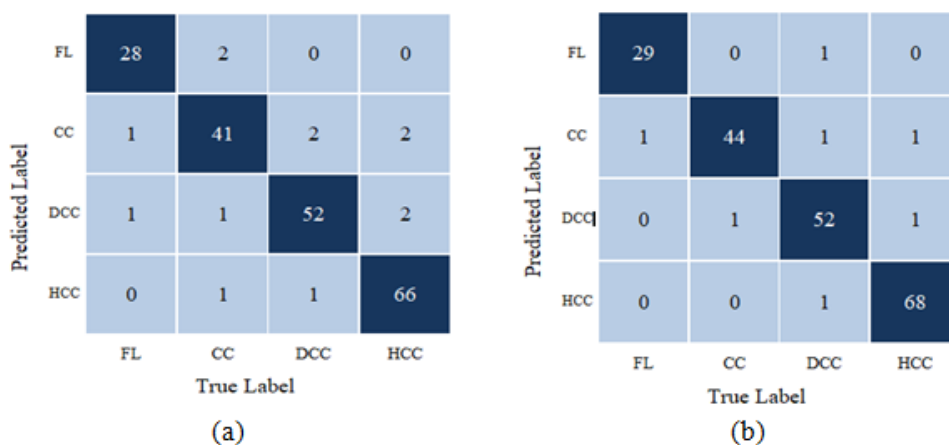 FL 28 2 0 0
CC 1 41 2 2
DCC 1 1 52 2
HCC 0 1 1 66
FL CC DCC HCC
Predicted Label
True Label
(a)
FL 29 0 1 0
CC 1 44 1 1
DCC 0 1 52 1
HCC 0 0 1 68
FL CC DCC HCC
Predicted Label
True Label
(b)